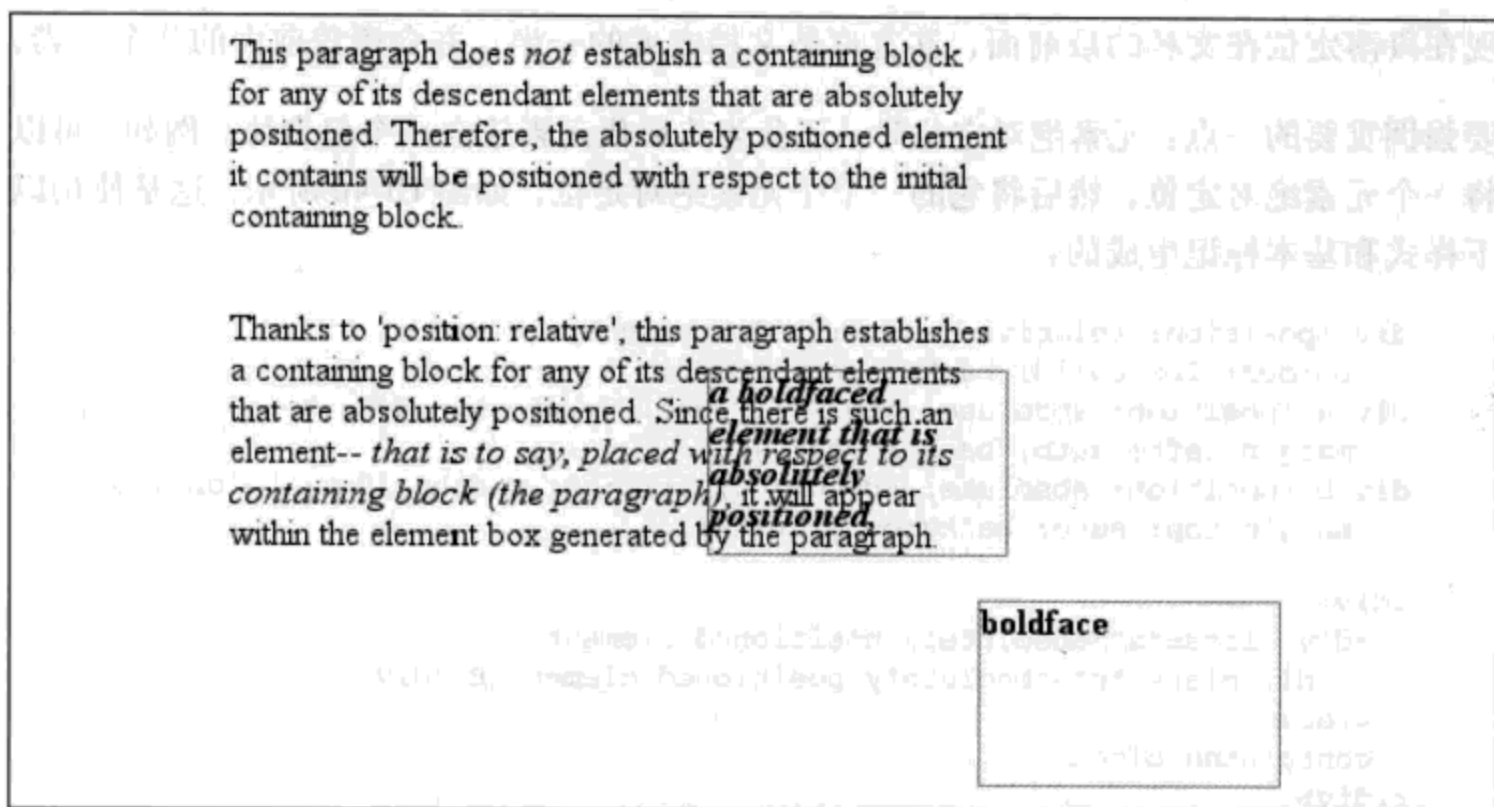 This paragraph does not establish a containing block
for any of its descendant elements that are absolutely
positioned. Therefore, the absolutely positioned element
it contains will be positioned with respect to the initial
containing block.
Thanks to 'position: relative', this paragraph establishes
a containing block for any of its descendant elements
that are absolutely positioned. Since there is such an
element-- that is to say, placed with respect to its
containing block (the paragraph), it will appear
within the element box generated by the paragraph.
a boldfaced
element that is
absolutely
positioned,
boldface